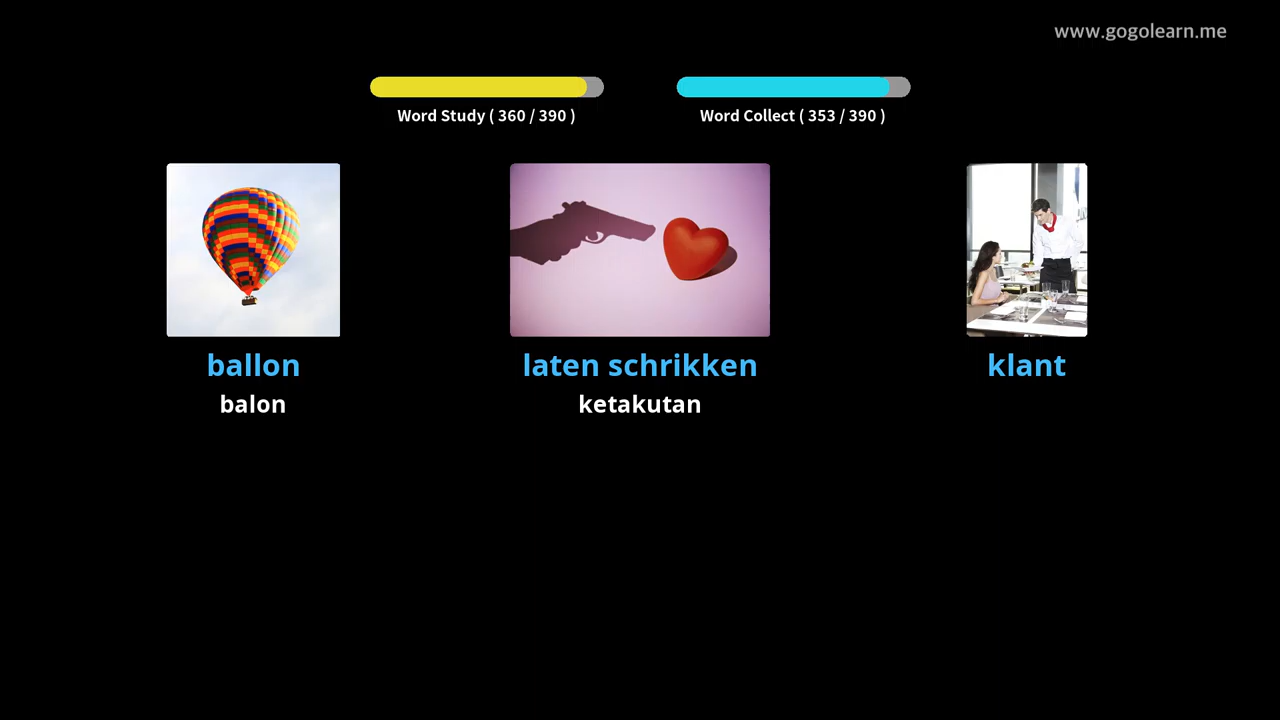 www.gogolearn.me
Word Study ( 360 / 390 )
Word Collect ( 353 / 390 )
ballon
laten schrikken
klant
balon
ketakutan